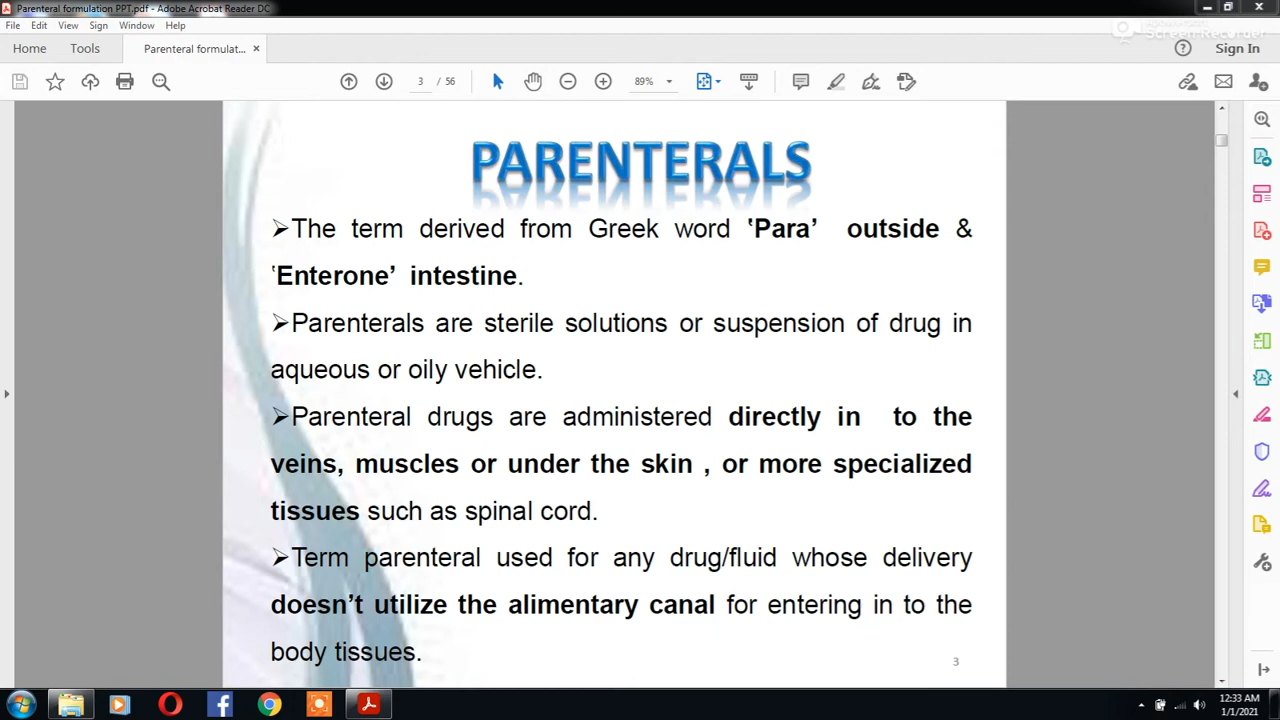 Parenteral formulation PPT.pdf - Adobe Acrobat Reader DC
File Edit View Sign Window Help
Home Tools Parenteral formulat... ×
Sign In
3 / 56 89%
PARENTERALS
➢The term derived from Greek word ‛Para’ outside &
‛Enterone’ intestine.
➢Parenterals are sterile solutions or suspension of drug in
aqueous or oily vehicle.
➢Parenteral drugs are administered directly in to the
veins, muscles or under the skin , or more specialized
tissues such as spinal cord.
➢Term parenteral used for any drug/fluid whose delivery
doesn’t utilize the alimentary canal for entering in to the
body tissues.
3
12:33 AM
1/1/2021